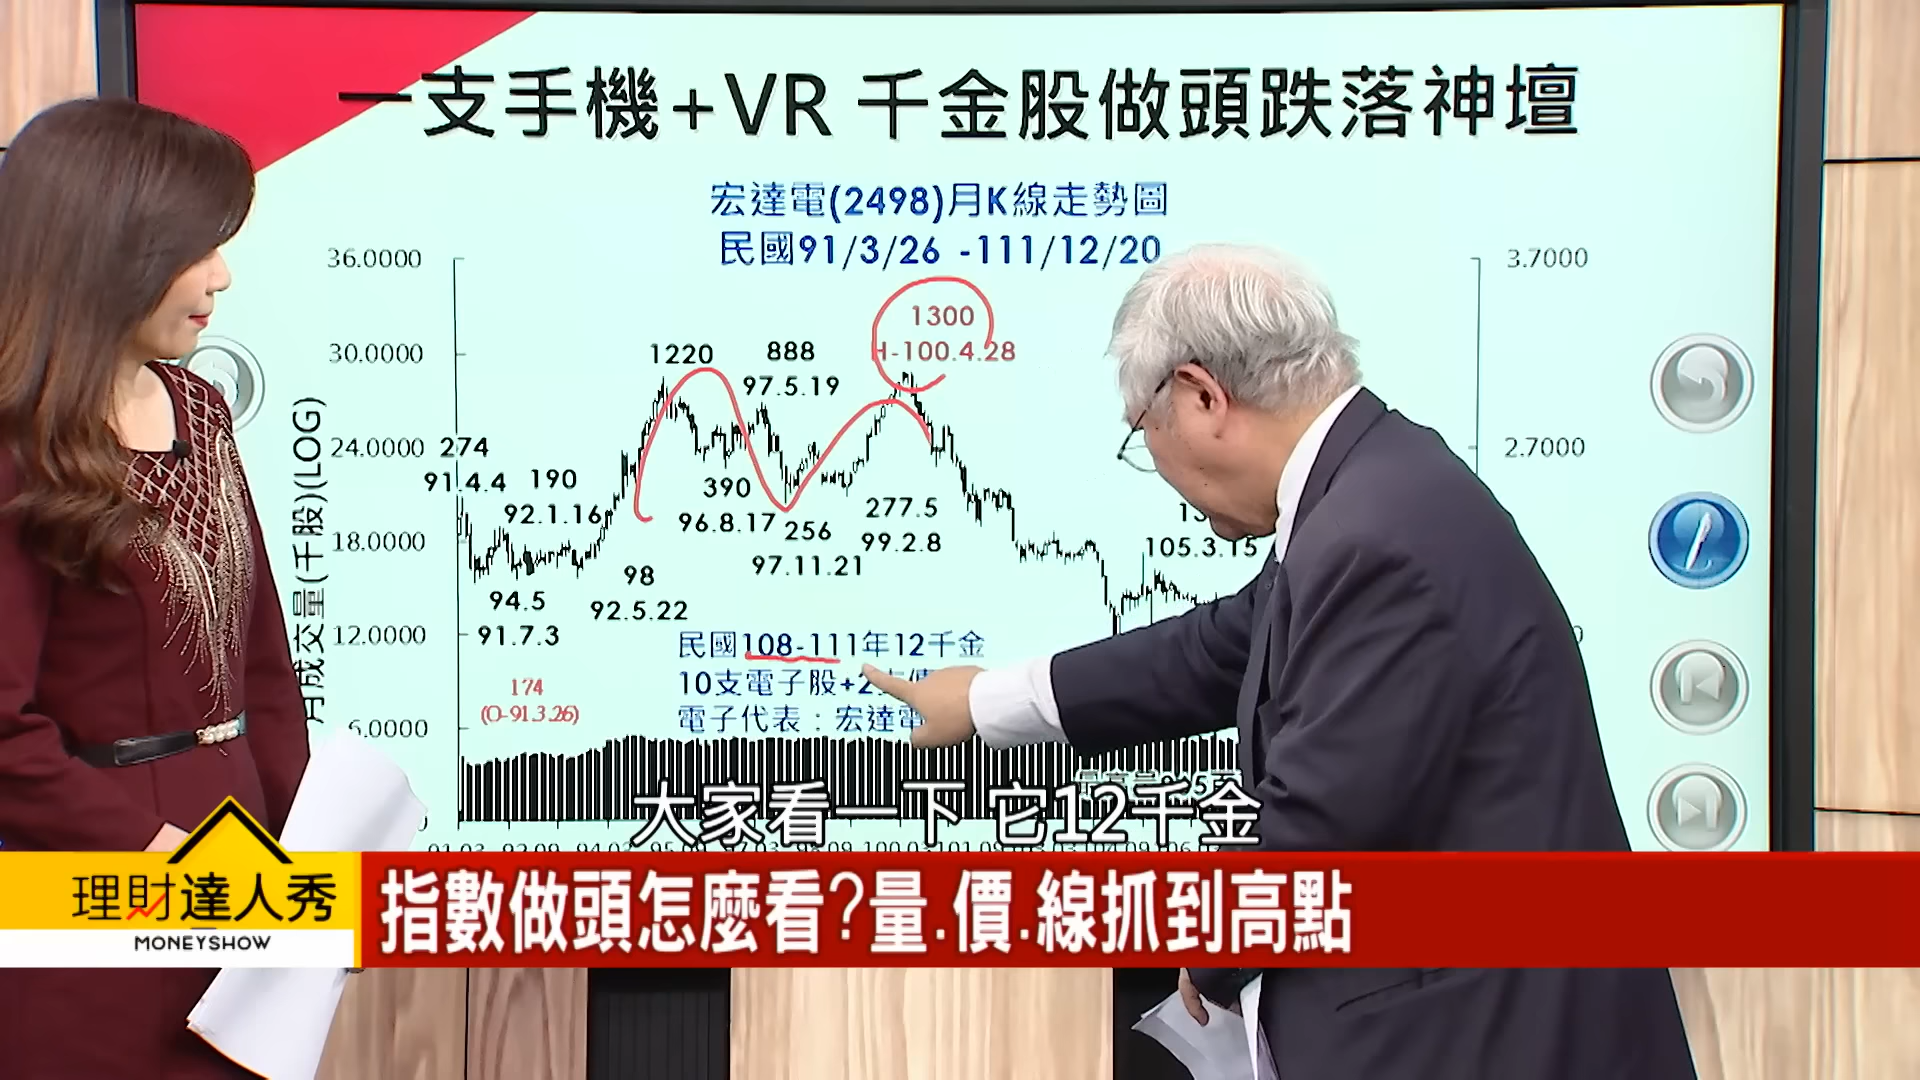 一支手機+VR 千金股做頭跌落神壇
宏達電(2498)月K線走勢圖
民國91/3/26 -111/12/20
36.0000
30.0000
24.0000
18.0000
12.0000
6.0000
3.7000
2.7000
月成交量(千股)(LOG)
1300
H-100.4.28
1220
888
97.5.19
274
91.4.4
190
92.1.16
390
96.8.17
256
97.11.21
277.5
99.2.8
105.3.15
98
92.5.22
94.5
91.7.3
174
(O-91.3.26)
民國108-111年12千金
10支電子股+2
電子代表：宏達電
大家看一下 它12千金
理財達人秀
MONEYSHOW
指數做頭怎麼看?量.價.線抓到高點